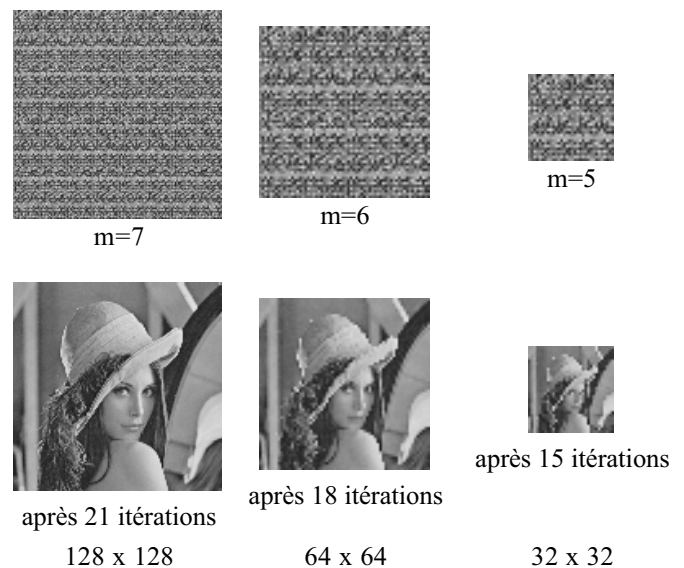 m=7
m=6
m=5
après 21 itérations
après 18 itérations
après 15 itérations
128 x 128
64 x 64
32 x 32